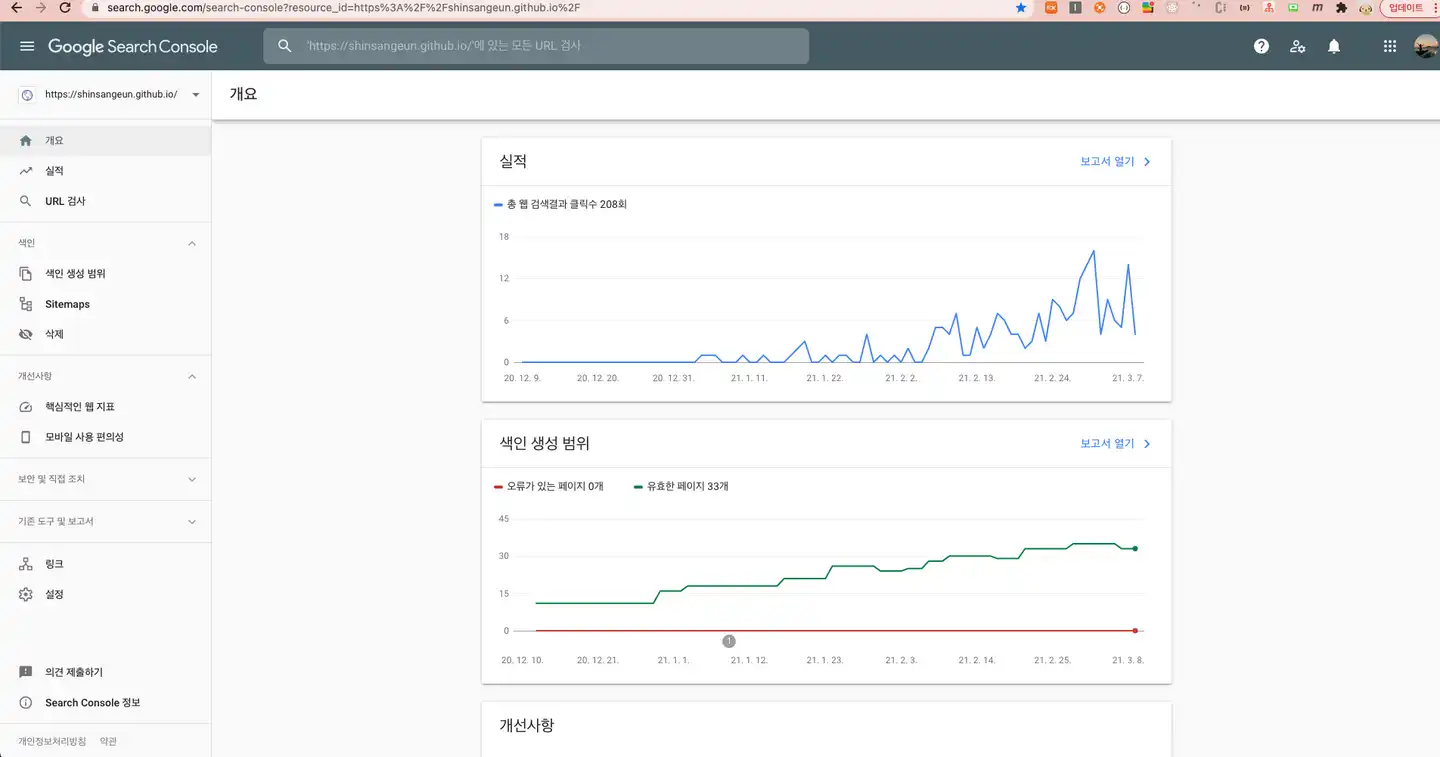 search.google.com/search-console?resource_id=https%3A%2F%2Fshinsangeun.github.io%2F
업데이트
Google Search Console
'https://shinsangeun.github.io/'에 있는 모든 URL 검사
https://shinsangeun.github.io/
개요
개요
실적
URL 검사
색인
색인 생성 범위
Sitemaps
삭제
개선사항
핵심적인 웹 지표
모바일 사용 편의성
보안 및 직접 조치
기존 도구 및 보고서
링크
설정
의견 제출하기
Search Console 정보
개인정보처리방침 약관
실적 보고서 열기
총 웹 검색결과 클릭수 208회
18
12
6
0
20. 12. 9. 20. 12. 20. 20. 12. 31. 21. 1. 11. 21. 1. 22. 21. 2. 2. 21. 2. 13. 21. 2. 24. 21. 3. 7.
색인 생성 범위 보고서 열기
오류가 있는 페이지 0개 유효한 페이지 33개
45
30
15
0
20. 12. 10. 20. 12. 21. 21. 1. 1. 21. 1. 12. 21. 1. 23. 21. 2. 3. 21. 2. 14. 21. 2. 25. 21. 3. 8.
개선사항